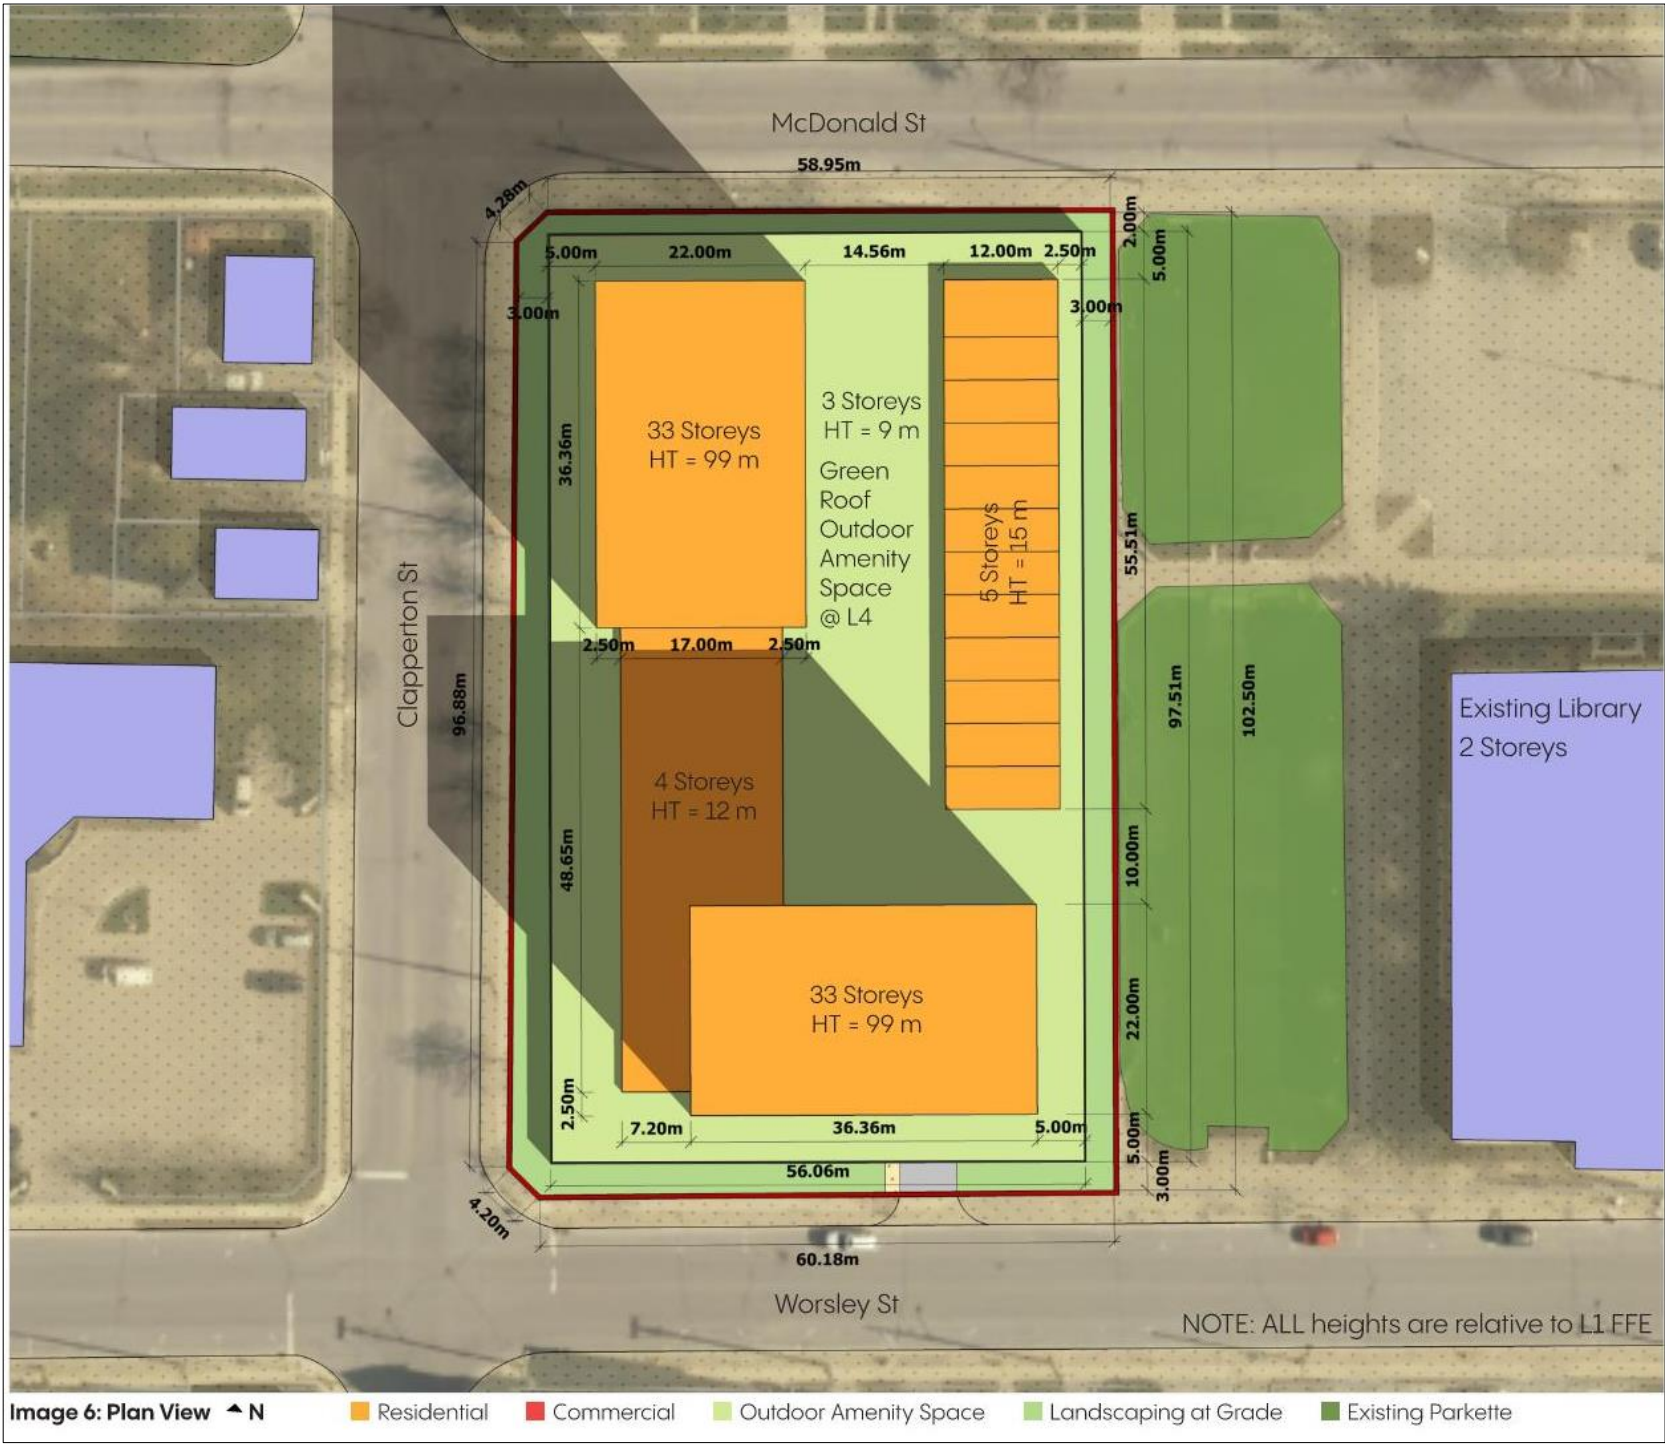 McDonald St
58.95m
4.28m
2.00m
5.00m
22.00m
14.56m
12.00m
2.50m
5.00m
3.00m
3.00m
36.36m
33 Storeys
HT = 99 m
3 Storeys
HT = 9 m
Green
Roof
Outdoor
Amenity
Space
@ L4
5 Storeys
HT = 15 m
55.51m
Clapperton St
96.88m
2.50m
17.00m
2.50m
97.51m
102.50m
Existing Library
2 Storeys
4 Storeys
HT = 12 m
48.65m
10.00m
33 Storeys
HT = 99 m
22.00m
2.50m
7.20m
36.36m
5.00m
5.00m
3.00m
56.06m
4.20m
60.18m
Worsley St
NOTE: ALL heights are relative to L1 FFE
Image 6: Plan View N
Residential
Commercial
Outdoor Amenity Space
Landscaping at Grade
Existing Parkette